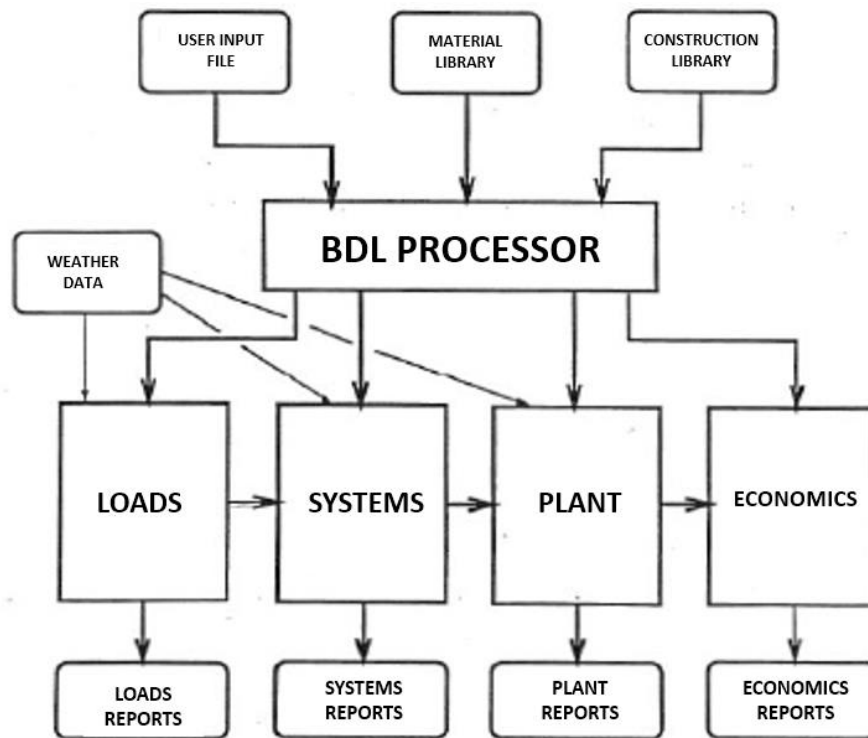 USER INPUT
FILE
MATERIAL
LIBRARY
CONSTRUCTION
LIBRARY
BDL PROCESSOR
WEATHER
DATA
LOADS
SYSTEMS
PLANT
ECONOMICS
LOADS
REPORTS
SYSTEMS
REPORTS
PLANT
REPORTS
ECONOMICS
REPORTS